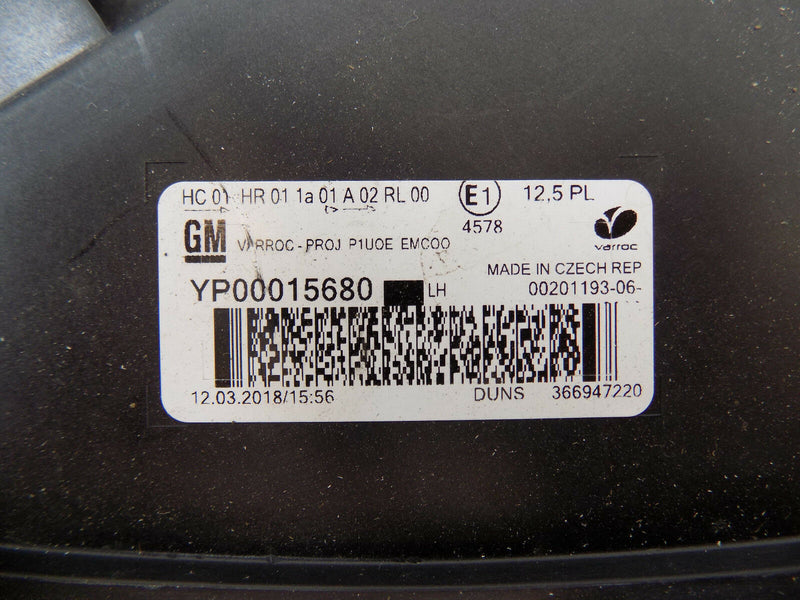 HC 01 HR 01 1a 01 A 02 RL 00
E1
12,5 PL
4578
GM
VARROC-PROJ P1UOE EMC00
varroc
MADE IN CZECH REP
YP00015680 LH
00201193-06-
12.03.2018/15:56
DUNS 366947220